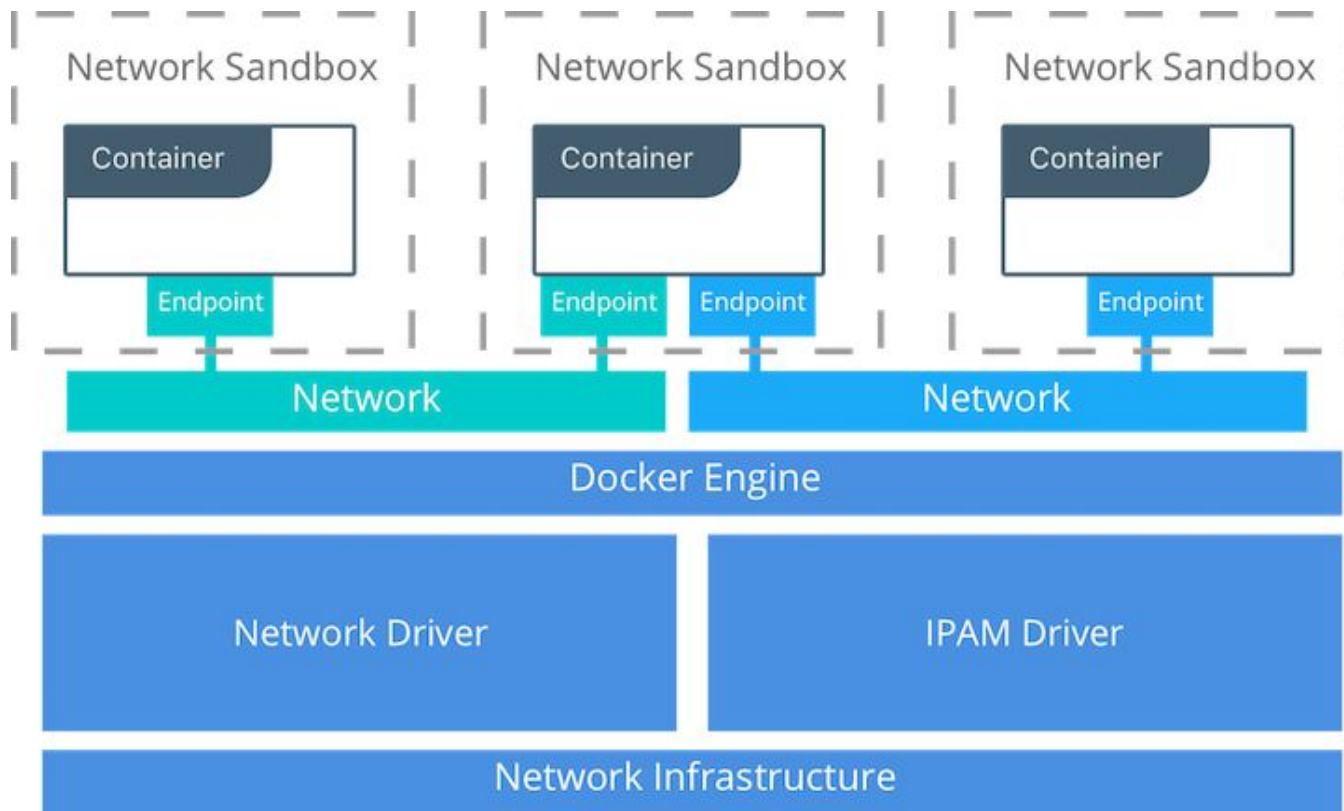 Network Sandbox
Network Sandbox
Network Sandbox
Container
Container
Container
Endpoint
Endpoint
Endpoint
Endpoint
Network
Network
Docker Engine
Network Driver
IPAM Driver
Network Infrastructure